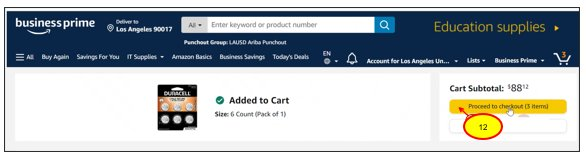 business prime
Deliver to
Los Angeles 90017
All
Enter keyword or product number
Education supplies
Punchout Group: LAUSD Ariba Punchout
All Buy Again Savings For You IT Supplies Amazon Basics Business Savings Today's Deals EN Account for Los Angeles Un... Lists Business Prime 3
DURACELL
Added to Cart
Size: 6 Count (Pack of 1)
Cart Subtotal: $8812
Proceed to checkout (3 items)
12